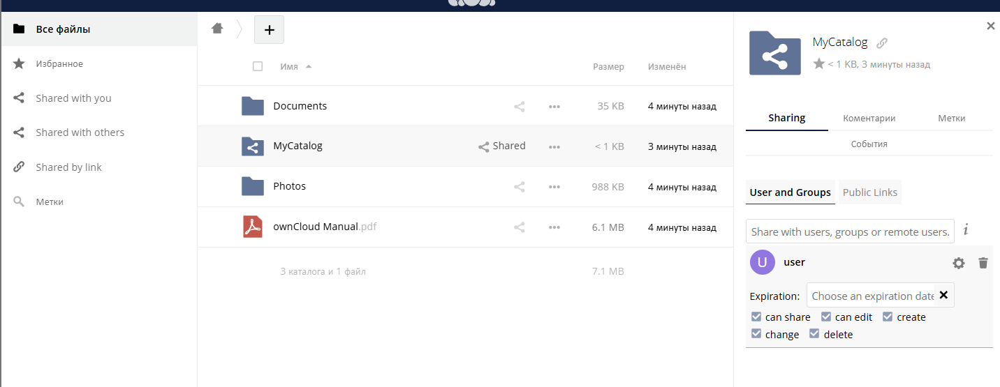 Все файлы
Избранное
Shared with you
Shared with others
Shared by link
Метки
+
Имя Размер Изменён
Documents 35 KB 4 минуты назад
MyCatalog Shared < 1 KB 3 минуты назад
Photos 988 KB 4 минуты назад
ownCloud Manual.pdf 6.1 MB 4 минуты назад
3 каталога и 1 файл 7.1 MB
MyCatalog
< 1 KB, 3 минуты назад
Sharing Коментарии Метки
События
User and Groups Public Links
Share with users, groups or remote users. i
U user
Expiration: Choose an expiration date
can share can edit create
change delete